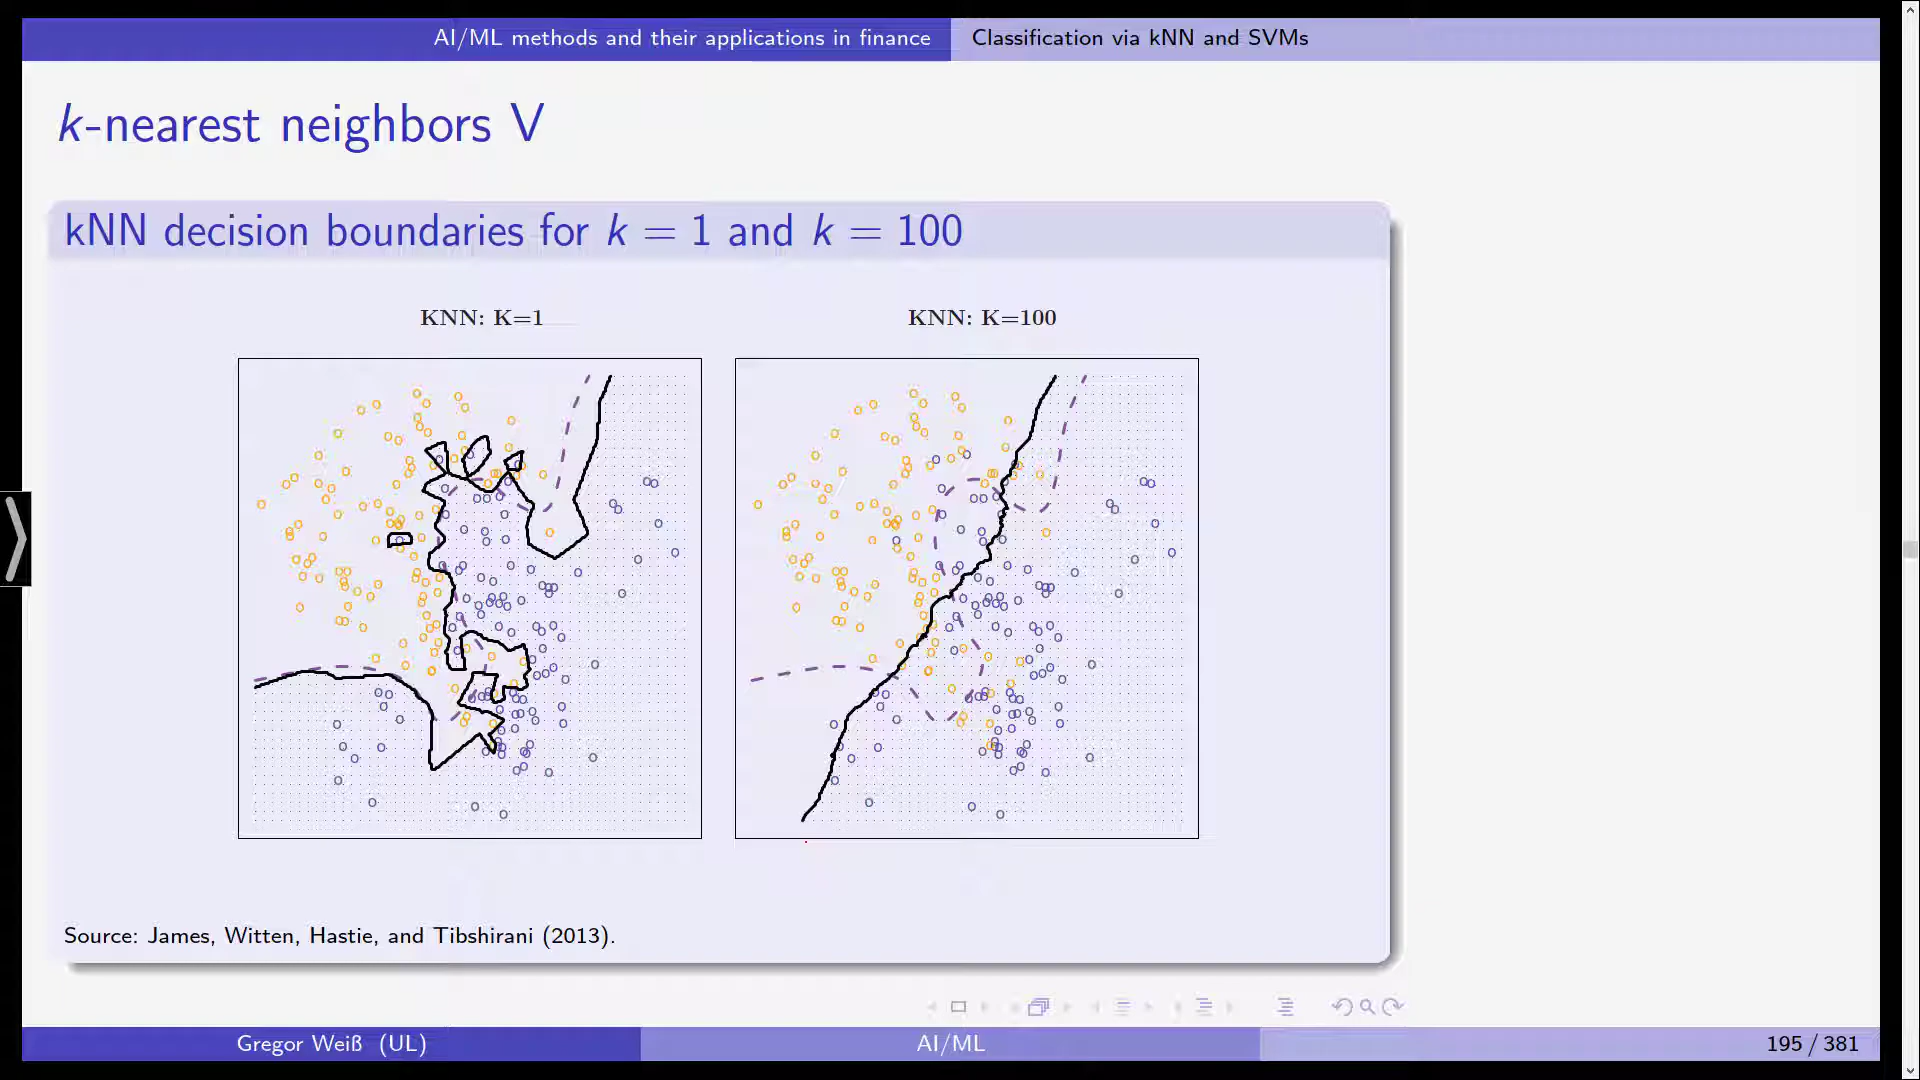 AI/ML methods and their applications in finance
Classification via kNN and SVMs
k-nearest neighbors V
kNN decision boundaries for k = 1 and k = 100
KNN: K=1
KNN: K=100
Source: James, Witten, Hastie, and Tibshirani (2013).
Gregor Weiß (UL)
AI/ML
195 / 381